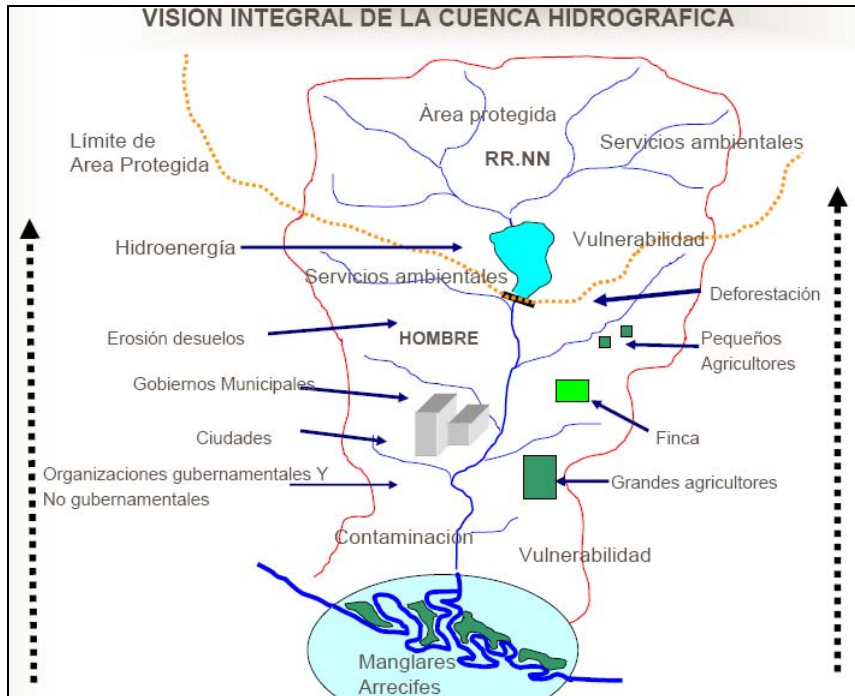 VISIÓN INTEGRAL DE LA CUENCA HIDROGRÁFICA
Àrea protegida
Límite de
Area Protegida
RR.NN
Servicios ambientales
Hidroenergía
Vulnerabilidad
Servicios ambientales
Deforestación
Erosión desuelos
HOMBRE
Pequeños
Agricultores
Gobiernos Municipales
Ciudades
Finca
Organizaciones gubernamentales Y
No gubernamentales
Grandes agricultores
Contaminación
Vulnerabilidad
Manglares
Arrecifes